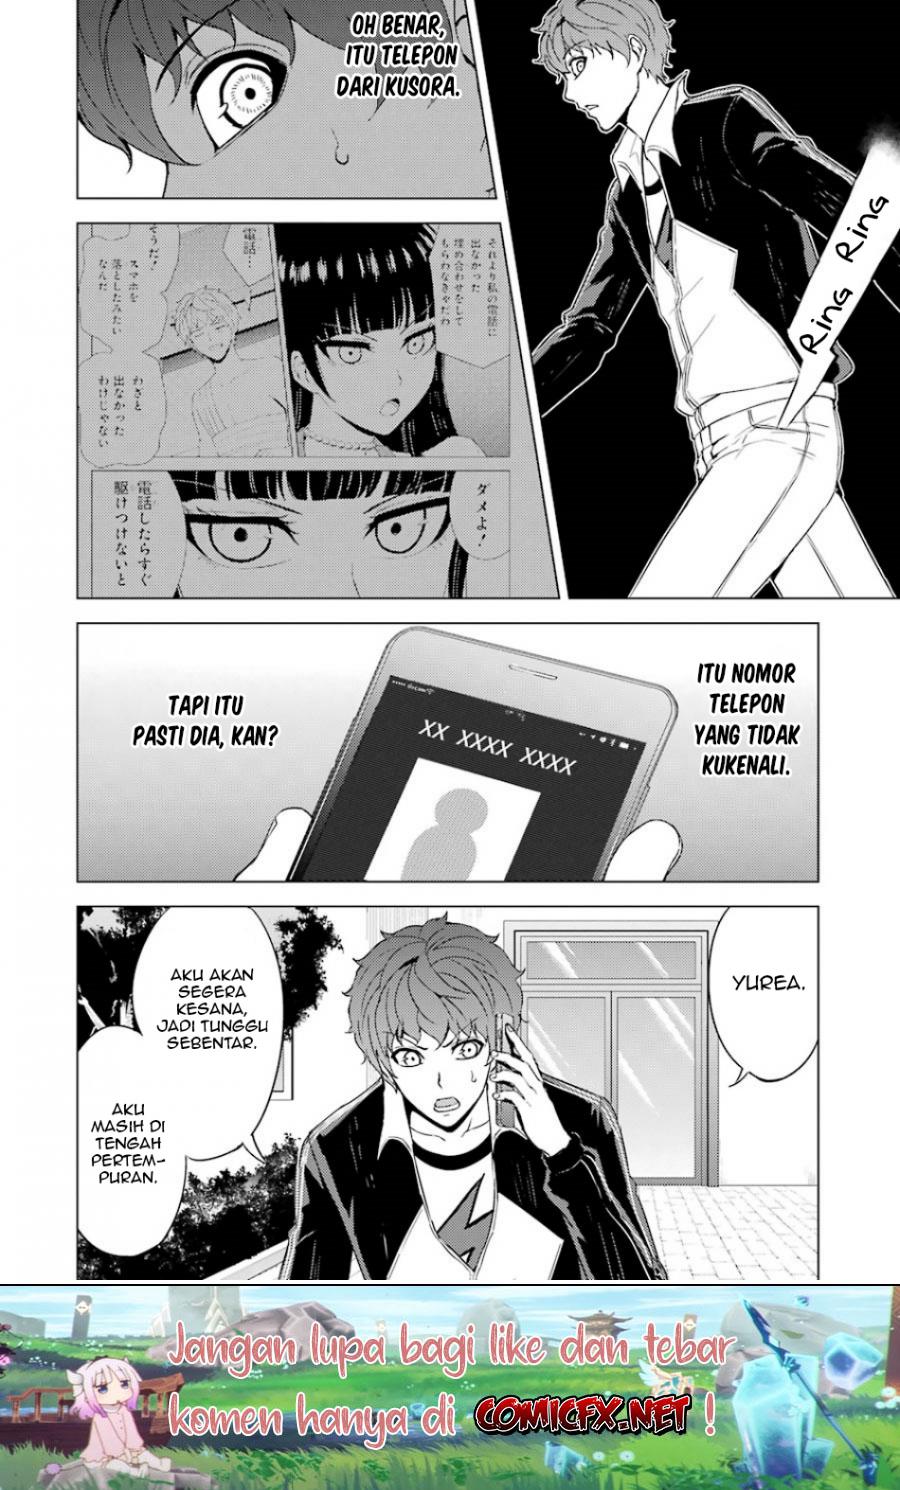 OH BENAR,
ITU TELEPON
DARI KUSORA.
Ring Ring
それより私の電話に
出なかった
埋め合わせをして
もらわなきゃだわ
電話…
そうだ!
スマホを
落としたみたい
なんだ
わざと
出なかった
わけじゃない
ダメよ!
電話したらすぐ
駆けつけないと
ITU NOMOR
TELEPON
YANG TIDAK
KUKENALI.
TAPI ITU
PASTI DIA, KAN?
XX XXXX XXXX
YUREA.
AKU AKAN
SEGERA
KESANA,
JADI TUNGGU
SEBENTAR.
AKU
MASIH DI
TENGAH
PERTEM-
PURAN.
Jangan lupa bagi like dan tebar
komen hanya di COMICFX.NET !